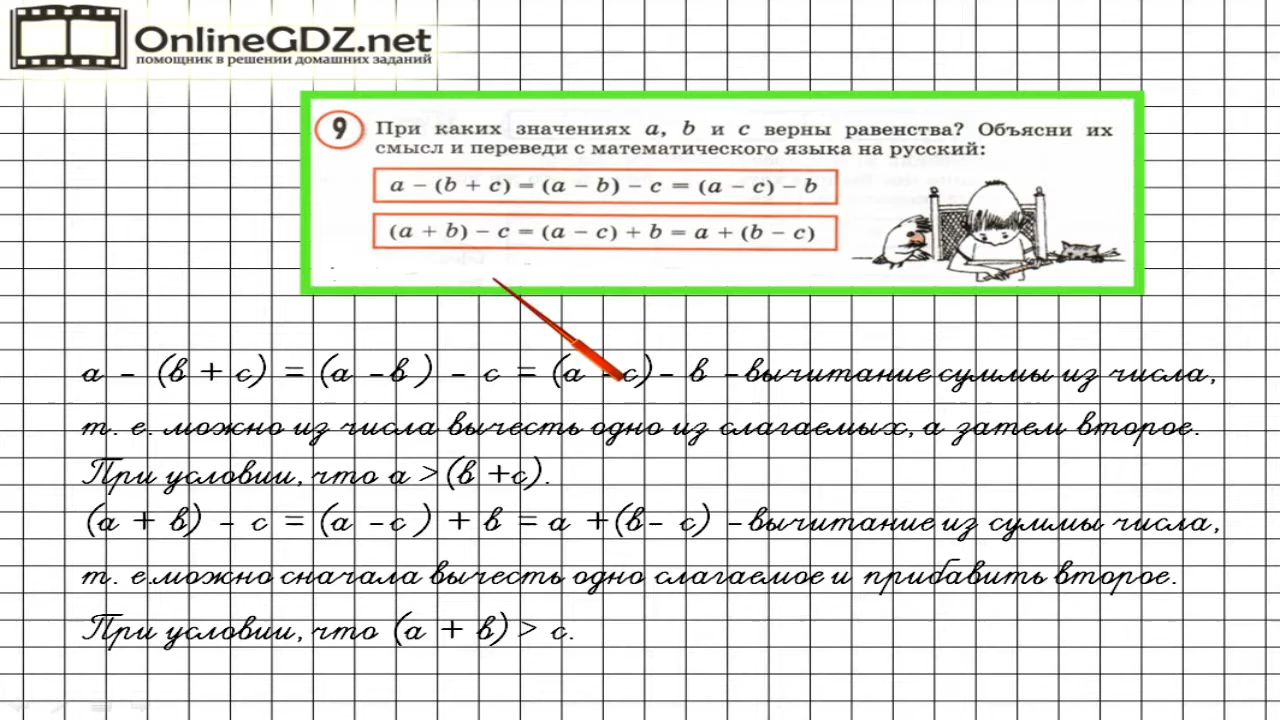 OnlineGDZ.net
помощник в решении домашних заданий
9 При каких значениях a, b и c верны равенства? Объясни их
смысл и переведи с математического языка на русский:
a – (b + c) = (a – b) – c = (a – c) – b
(a + b) – c = (a – c) + b = a + (b – c)
а – (в + с) = (а – в ) – с = (а – с) – в – вычитание суммы из числа,
т. е. можно из числа вычесть одно из слагаемых, а затем второе.
При условии, что а > (в + с).
(а + в) – с = (а – с ) + в = а + (в – с) – вычитание из суммы числа,
т. е.можно сначала вычесть одно слагаемое и прибавить второе.
При условии, что (а + в) > с.